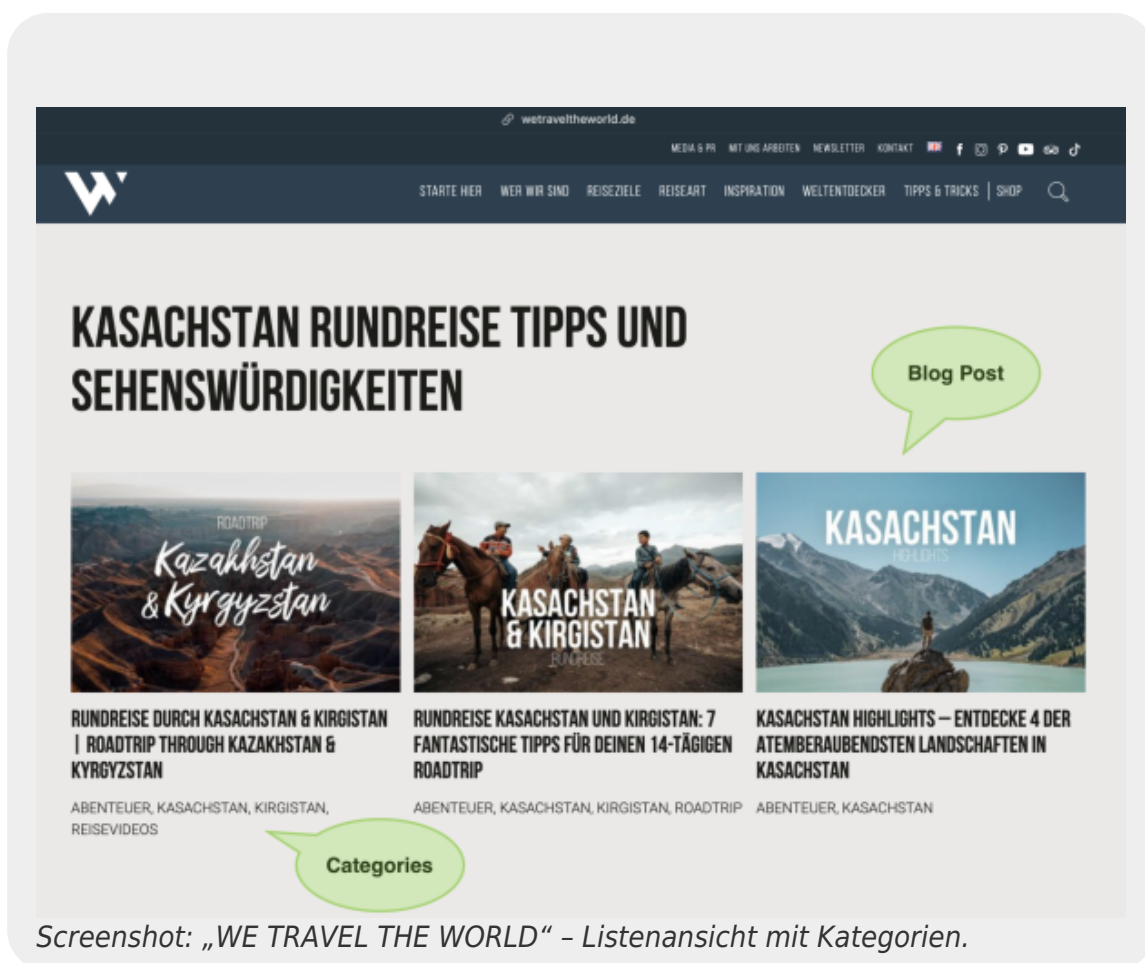 wetraveltheworld.de
MEDIA & PR MIT UNS ARBEITEN NEWSLETTER KONTAKT
STARTE HIER WER WIR SIND REISEZIELE REISEART INSPIRATION WELTENTDECKER TIPPS & TRICKS | SHOP
KASACHSTAN RUNDREISE TIPPS UND
SEHENSWÜRDIGKEITEN
Blog Post
ROADTRIP
Kazakhstan
& Kyrgyzstan
KASACHSTAN
& KIRGISTAN
RUNDREISE
KASACHSTAN
HIGHLIGHTS
RUNDREISE DURCH KASACHSTAN & KIRGISTAN
| ROADTRIP THROUGH KAZAKHSTAN &
KYRGYZSTAN
ABENTEUER, KASACHSTAN, KIRGISTAN,
REISEVIDEOS
RUNDREISE KASACHSTAN UND KIRGISTAN: 7
FANTASTISCHE TIPPS FÜR DEINEN 14-TÄGIGEN
ROADTRIP
ABENTEUER, KASACHSTAN, KIRGISTAN, ROADTRIP
KASACHSTAN HIGHLIGHTS – ENTDECKE 4 DER
ATEMBERAUBENDSTEN LANDSCHAFTEN IN
KASACHSTAN
ABENTEUER, KASACHSTAN
Categories
Screenshot: „WE TRAVEL THE WORLD“ – Listenansicht mit Kategorien.